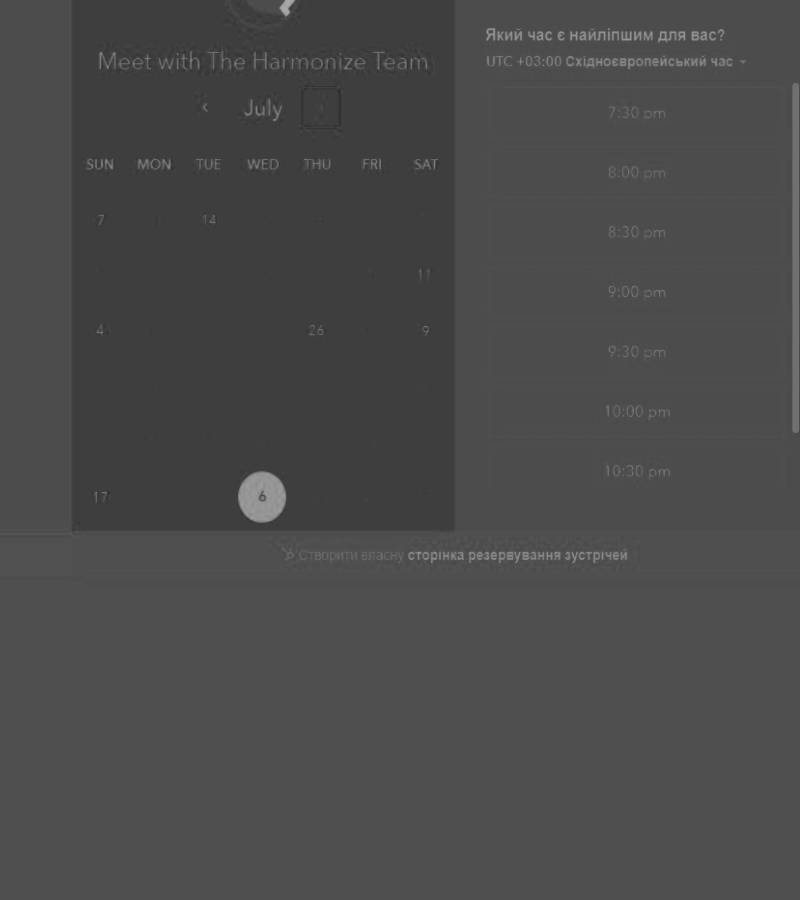 Meet with The Harmonize Team
July
SUN MON TUE WED THU FRI SAT
7 14
11
4 26 9
17 6
Який час є найліпшим для вас?
UTC +03:00 Східноєвропейський час
7:30 pm
8:00 pm
8:30 pm
9:00 pm
9:30 pm
10:00 pm
10:30 pm
Створити власну сторінка резервування зустрічей